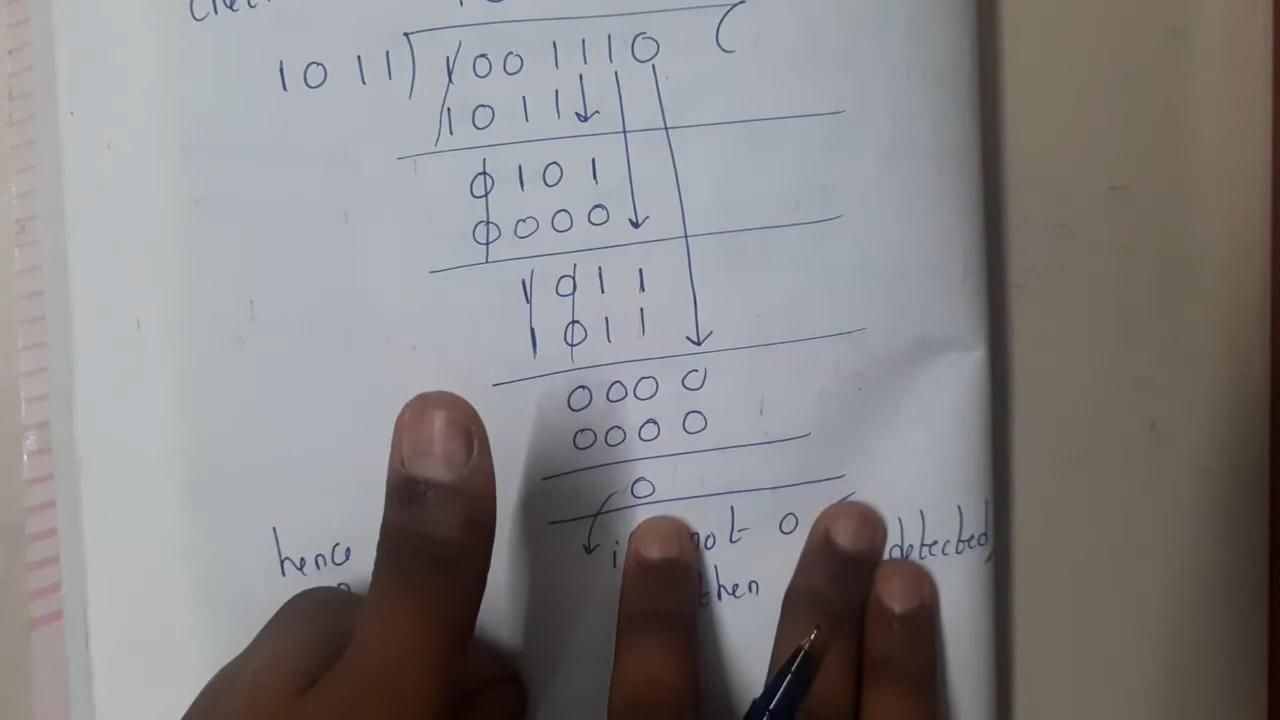 1011 ) 1001110 (
1011
0101
0000
1011
1011
0000
0000
0
hence not 0 detected,
then